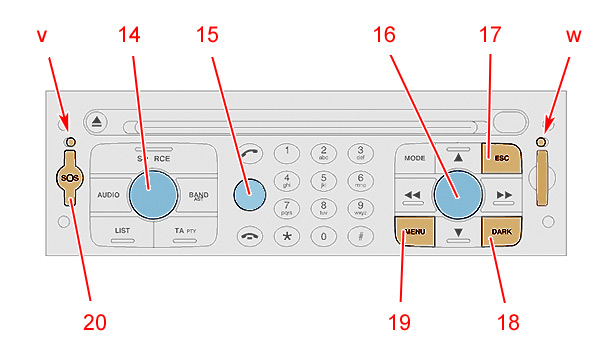 v 14 15 16 17 w
SOURCE
MODE ESC
1 2 abc 3 def
SOS
AUDIO BAND AST
4 ghi 5 jkl 6 mno
7 pqrs 8 tuv 9 wxyz
LIST TA PTY
* 0 #
MENU DARK
20 19 18